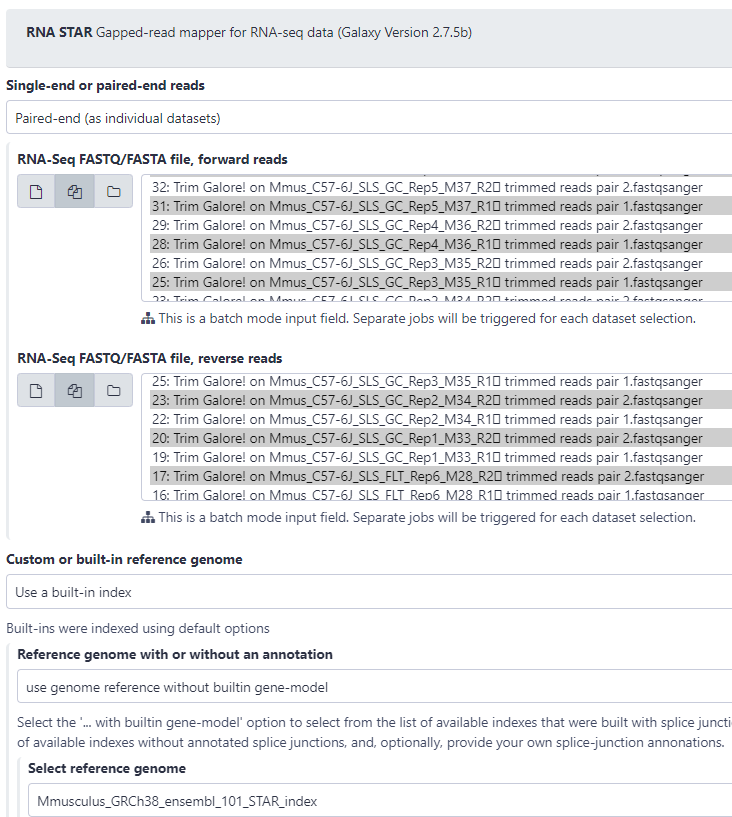 RNA STAR Gapped-read mapper for RNA-seq data (Galaxy Version 2.7.5b)
Single-end or paired-end reads
Paired-end (as individual datasets)
RNA-Seq FASTQ/FASTA file, forward reads
32: Trim Galore! on Mmus_C57-6J_SLS_GC_Rep5_M37_R2▯ trimmed reads pair 2.fastqsanger
31: Trim Galore! on Mmus_C57-6J_SLS_GC_Rep5_M37_R1▯ trimmed reads pair 1.fastqsanger
29: Trim Galore! on Mmus_C57-6J_SLS_GC_Rep4_M36_R2▯ trimmed reads pair 2.fastqsanger
28: Trim Galore! on Mmus_C57-6J_SLS_GC_Rep4_M36_R1▯ trimmed reads pair 1.fastqsanger
26: Trim Galore! on Mmus_C57-6J_SLS_GC_Rep3_M35_R2▯ trimmed reads pair 2.fastqsanger
25: Trim Galore! on Mmus_C57-6J_SLS_GC_Rep3_M35_R1▯ trimmed reads pair 1.fastqsanger
23: Trim Galore! on Mmus_C57-6J_SLS_GC_Rep2_M34_R2▯ trimmed reads pair 2.fastqsanger
This is a batch mode input field. Separate jobs will be triggered for each dataset selection.
RNA-Seq FASTQ/FASTA file, reverse reads
25: Trim Galore! on Mmus_C57-6J_SLS_GC_Rep3_M35_R1▯ trimmed reads pair 1.fastqsanger
23: Trim Galore! on Mmus_C57-6J_SLS_GC_Rep2_M34_R2▯ trimmed reads pair 2.fastqsanger
22: Trim Galore! on Mmus_C57-6J_SLS_GC_Rep2_M34_R1▯ trimmed reads pair 1.fastqsanger
20: Trim Galore! on Mmus_C57-6J_SLS_GC_Rep1_M33_R2▯ trimmed reads pair 2.fastqsanger
19: Trim Galore! on Mmus_C57-6J_SLS_GC_Rep1_M33_R1▯ trimmed reads pair 1.fastqsanger
17: Trim Galore! on Mmus_C57-6J_SLS_FLT_Rep6_M28_R2▯ trimmed reads pair 2.fastqsanger
16: Trim Galore! on Mmus_C57-6J_SLS_FLT_Rep6_M28_R1▯ trimmed reads pair 1.fastqsanger
This is a batch mode input field. Separate jobs will be triggered for each dataset selection.
Custom or built-in reference genome
Use a built-in index
Built-ins were indexed using default options
Reference genome with or without an annotation
use genome reference without builtin gene-model
Select the '... with builtin gene-model' option to select from the list of available indexes that were built with splice juncti
of available indexes without annotated splice junctions, and, optionally, provide your own splice-junction annonations.
Select reference genome
Mmusculus_GRCh38_ensembl_101_STAR_index